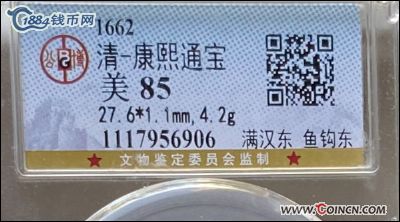 1884钱币网
1662
公博
清-康熙通宝
美 85
27.6*1.1mm,4.2g
1117956906 满汉东 鱼钩东
★ 文物鉴定委员会监制 ★
www.COINCN.com